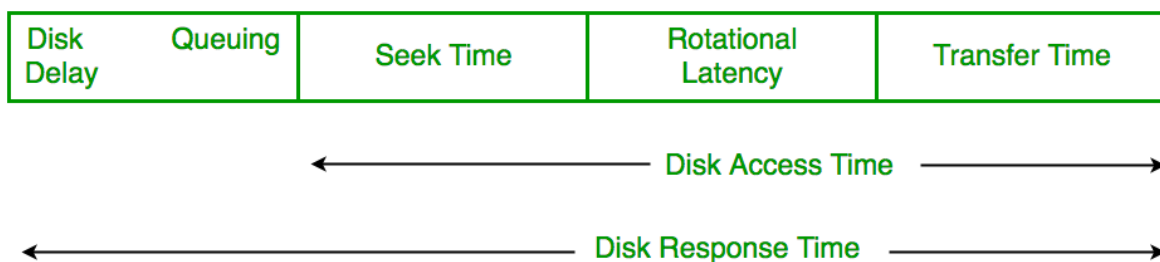 Disk Queuing
Delay
Seek Time
Rotational
Latency
Transfer Time
Disk Access Time
Disk Response Time